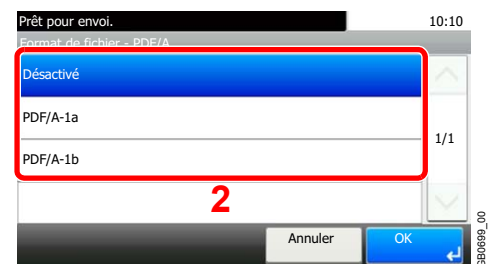 Prêt pour envoi. 10:10
Format de fichier - PDF/A
Désactivé
PDF/A-1a
1/1
PDF/A-1b
2
Annuler OK
GB0699_00